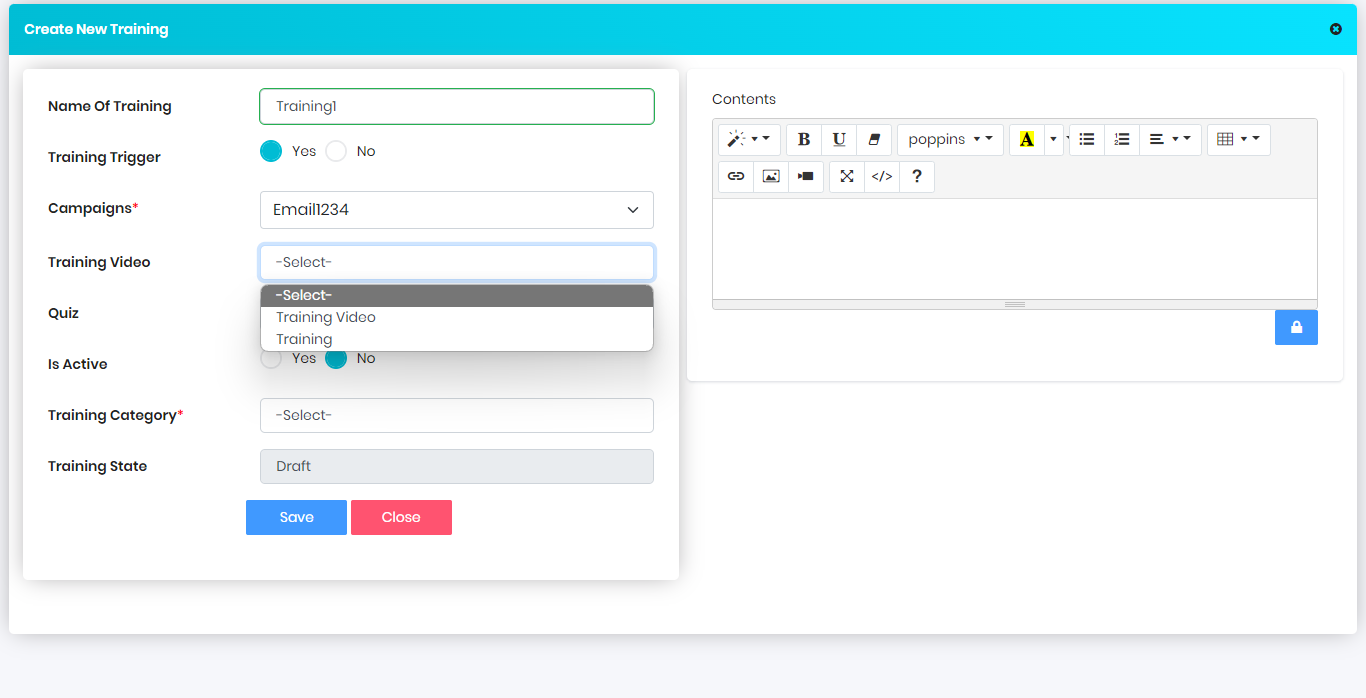 Create New Training
Name Of Training
Training1
Training Trigger
Yes
No
Campaigns*
Email1234
Training Video
-Select-
-Select-
Training Video
Training
Quiz
Is Active
Yes
No
Training Category*
-Select-
Training State
Draft
Save
Close
Contents
B U poppins A
</> ?